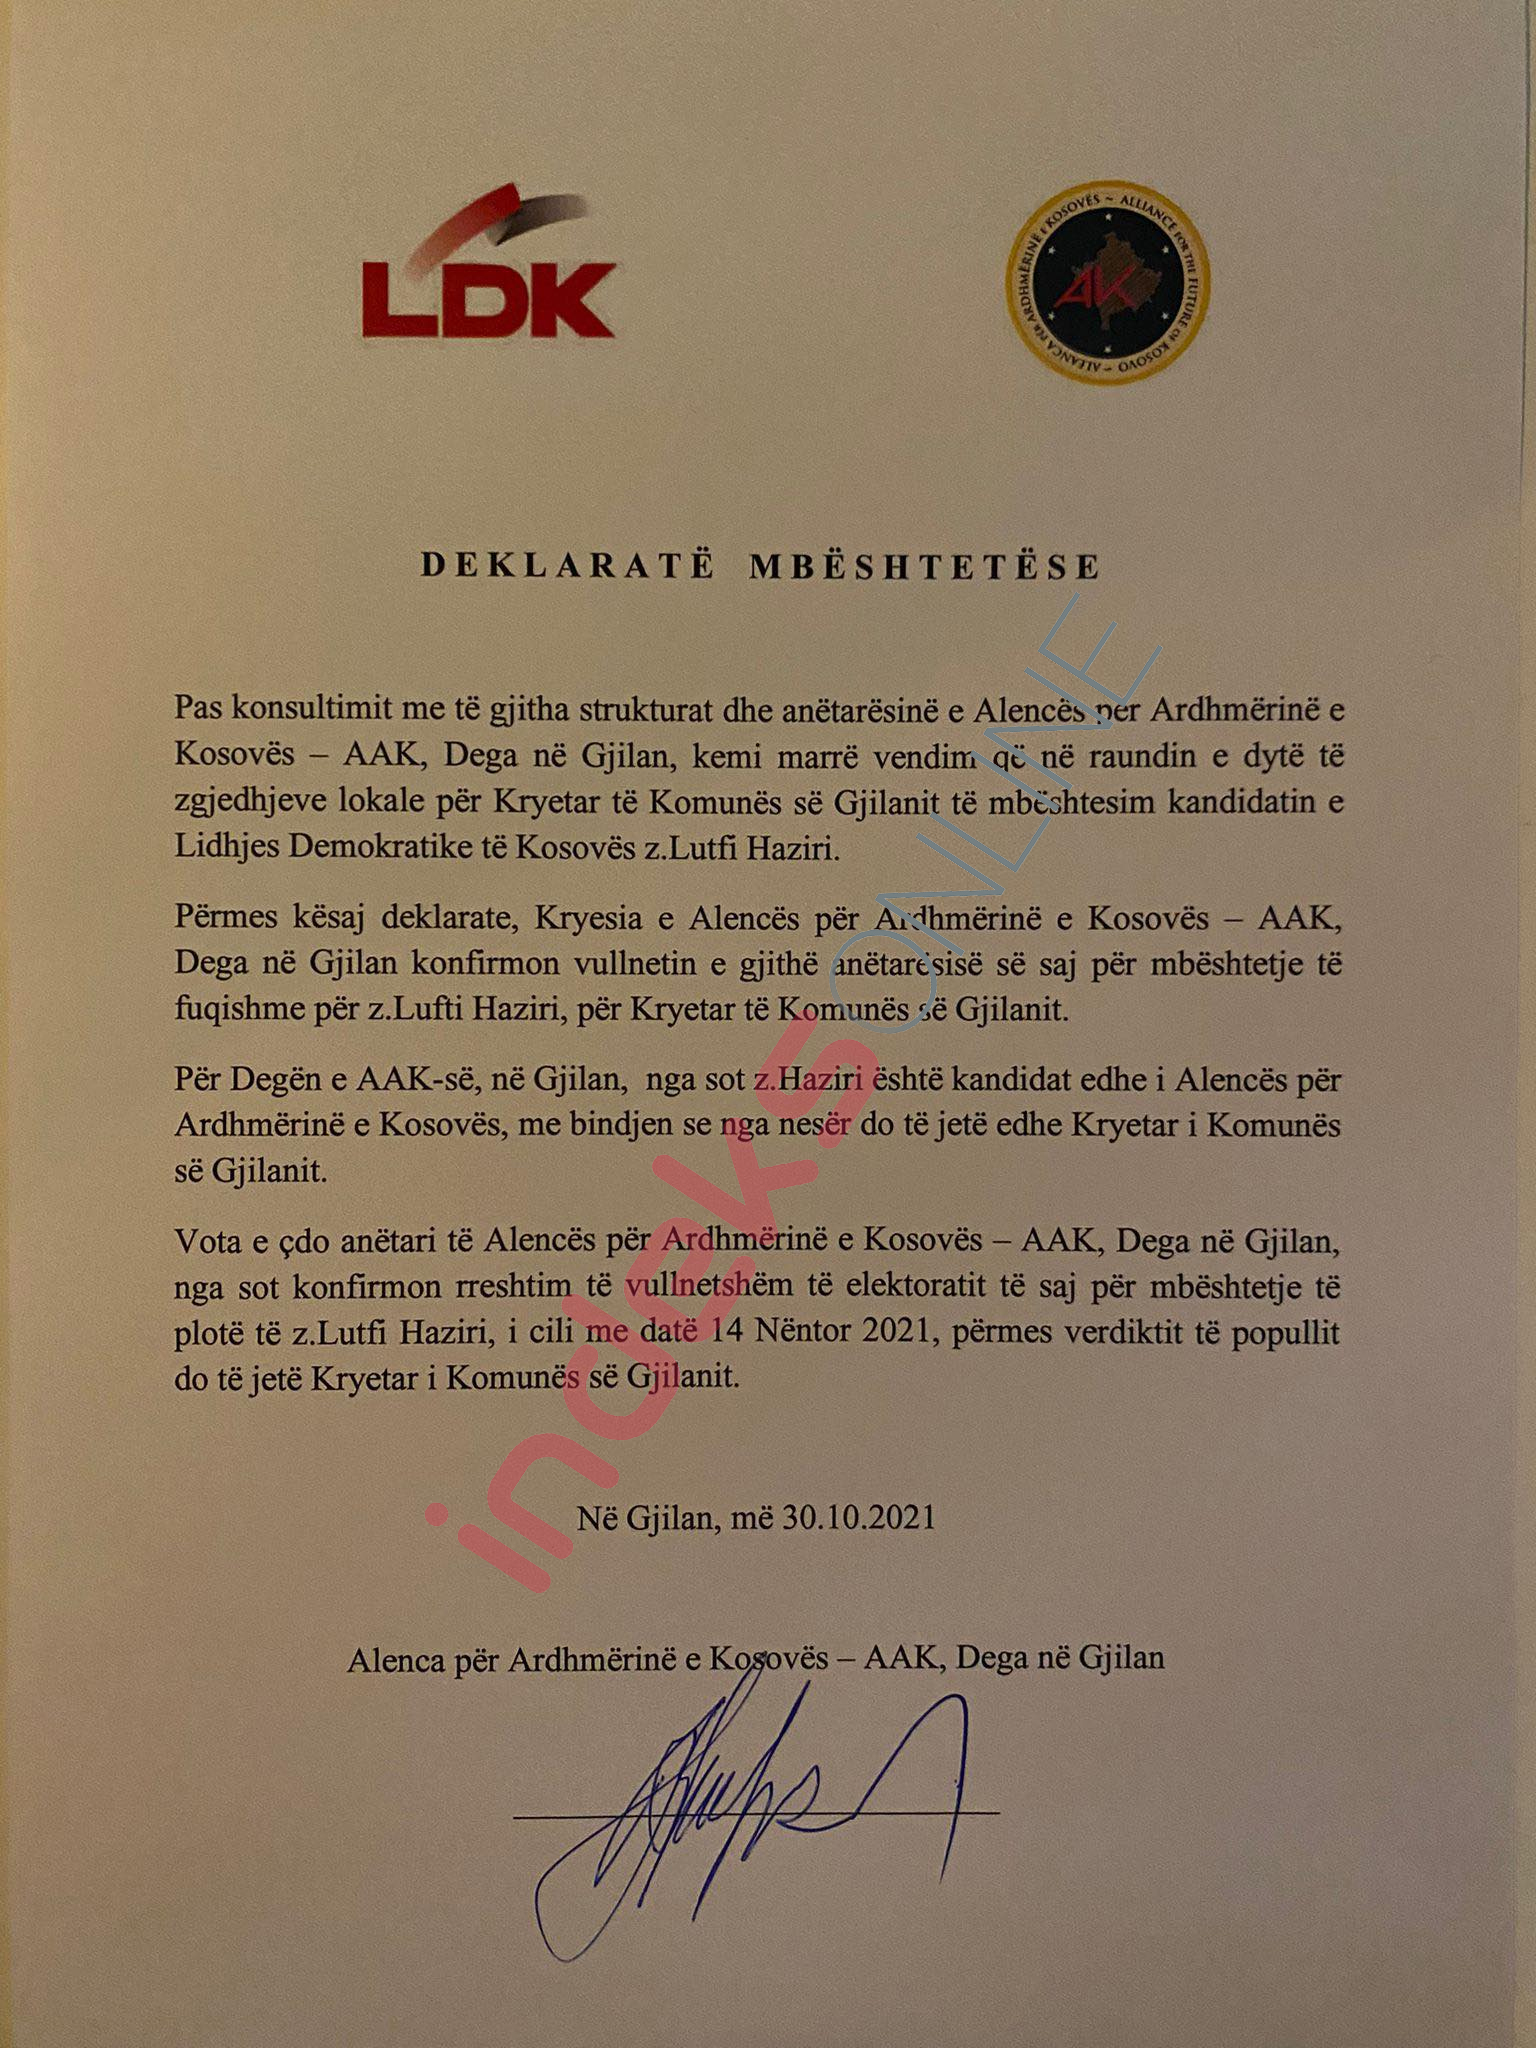 LDK
ALEANCA PËR ARDHMËRINË E KOSOVËS ~ ALLIANCE FOR THE FUTURE OF KOSOVO ~
AAK
DEKLARATË MBËSHTETËSE
Pas konsultimit me të gjitha strukturat dhe anëtarësinë e Alencës për Ardhmërinë e
Kosovës – AAK, Dega në Gjilan, kemi marrë vendim që në raundin e dytë të
zgjedhjeve lokale për Kryetar të Komunës së Gjilanit të mbështesim kandidatin e
Lidhjes Demokratike të Kosovës z.Lutfi Haziri.
Përmes kësaj deklarate, Kryesia e Alencës për Ardhmërinë e Kosovës – AAK,
Dega në Gjilan konfirmon vullnetin e gjithë anëtarësisë së saj për mbështetje të
fuqishme për z.Lufti Haziri, për Kryetar të Komunës së Gjilanit.
Për Degën e AAK-së, në Gjilan, nga sot z.Haziri është kandidat edhe i Alencës për
Ardhmërinë e Kosovës, me bindjen se nga nesër do të jetë edhe Kryetar i Komunës
së Gjilanit.
Vota e çdo anëtari të Alencës për Ardhmërinë e Kosovës – AAK, Dega në Gjilan,
nga sot konfirmon rreshtim të vullnetshëm të elektoratit të saj për mbështetje të
plotë të z.Lutfi Haziri, i cili me datë 14 Nëntor 2021, përmes verdiktit të popullit
do të jetë Kryetar i Komunës së Gjilanit.
Në Gjilan, më 30.10.2021
Alenca për Ardhmërinë e Kosovës – AAK, Dega në Gjilan
indeksONLINE